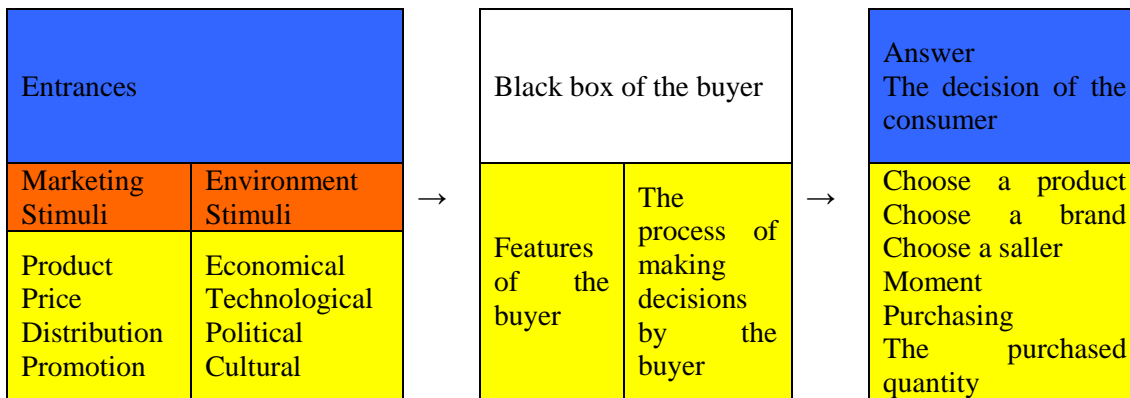 Entrances
Marketing
Stimuli
Environment
Stimuli
Product
Price
Distribution
Promotion
Economical
Technological
Political
Cultural
→
Black box of the buyer
Features
of the
buyer
The
process of
making
decisions
by the
buyer
→
Answer
The decision of the
consumer
Choose a product
Choose a brand
Choose a saller
Moment
Purchasing
The purchased
quantity